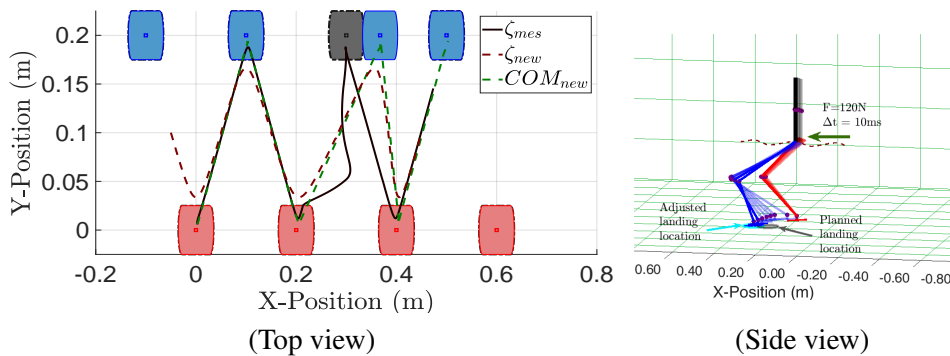 0.2
0.15
0.1
0.05
0
Y-Position (m)
-0.2 0 0.2 0.4 0.6 0.8
X-Position (m)
ζmes
ζnew
COMnew
(Top view)
F=120N
Δt = 10ms
Adjusted
landing
location
Planned
landing
location
0.60 0.40 0.20 0.00 -0.20 -0.40 -0.60 -0.80
X-Position (m)
(Side view)